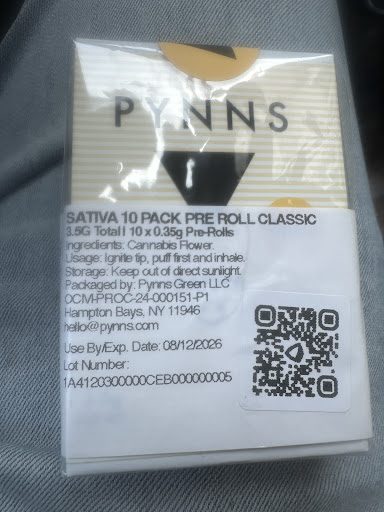 PYNNS
SATIVA 10 PACK PRE ROLL CLASSIC
3.5G Total | 10 x 0.35g Pre-Rolls
Ingredients: Cannabis Flower.
Usage: Ignite tip, puff first and inhale.
Storage: Keep out of direct sunlight.
Packaged by: Pynns Green LLC
OCM-PROC-24-000151-P1
Hampton Bays, NY 11946
hello@pynns.com
Use By/Exp. Date: 08/12/2026
Lot Number:
1A4120300000CEB000000005